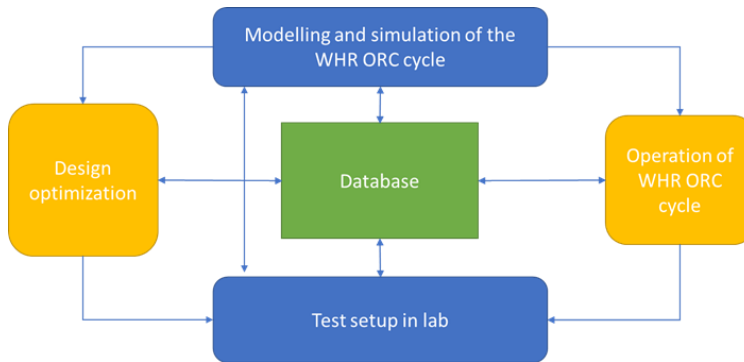 Modelling and simulation of the
WHR ORC cycle
Design
optimization
Database
Operation of
WHR ORC
cycle
Test setup in lab